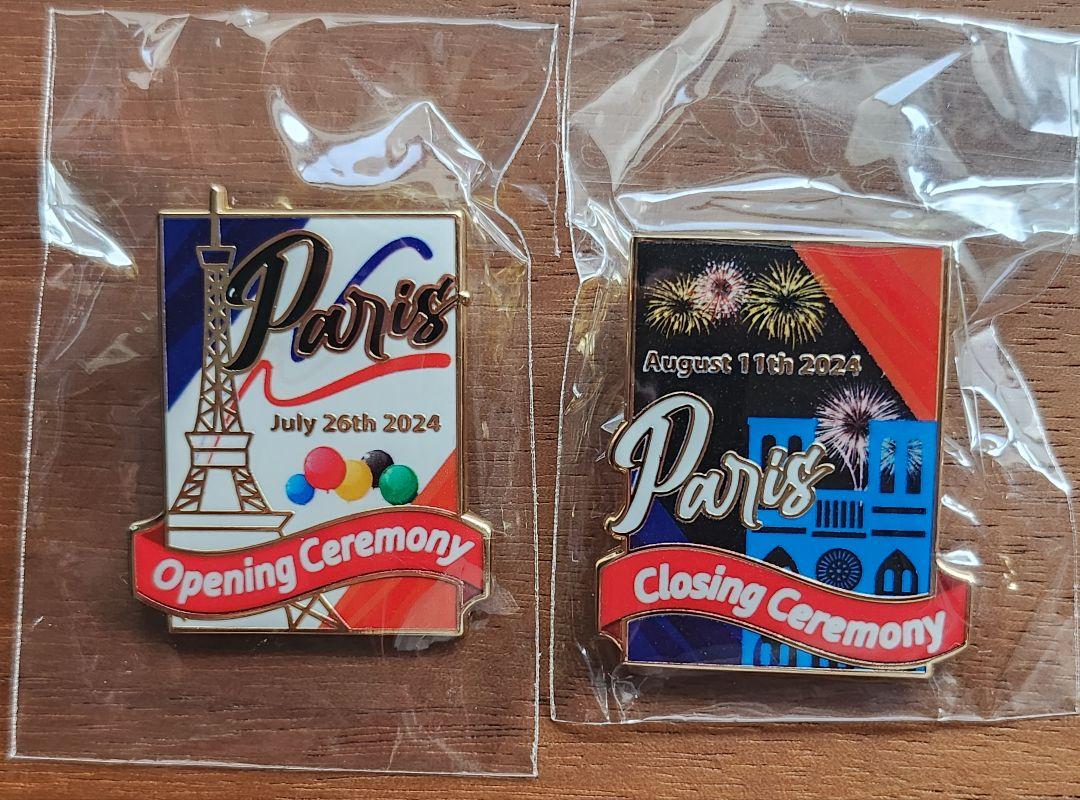 Paris
July 26th 2024
Opening Ceremony
August 11th 2024
Paris
Closing Ceremony